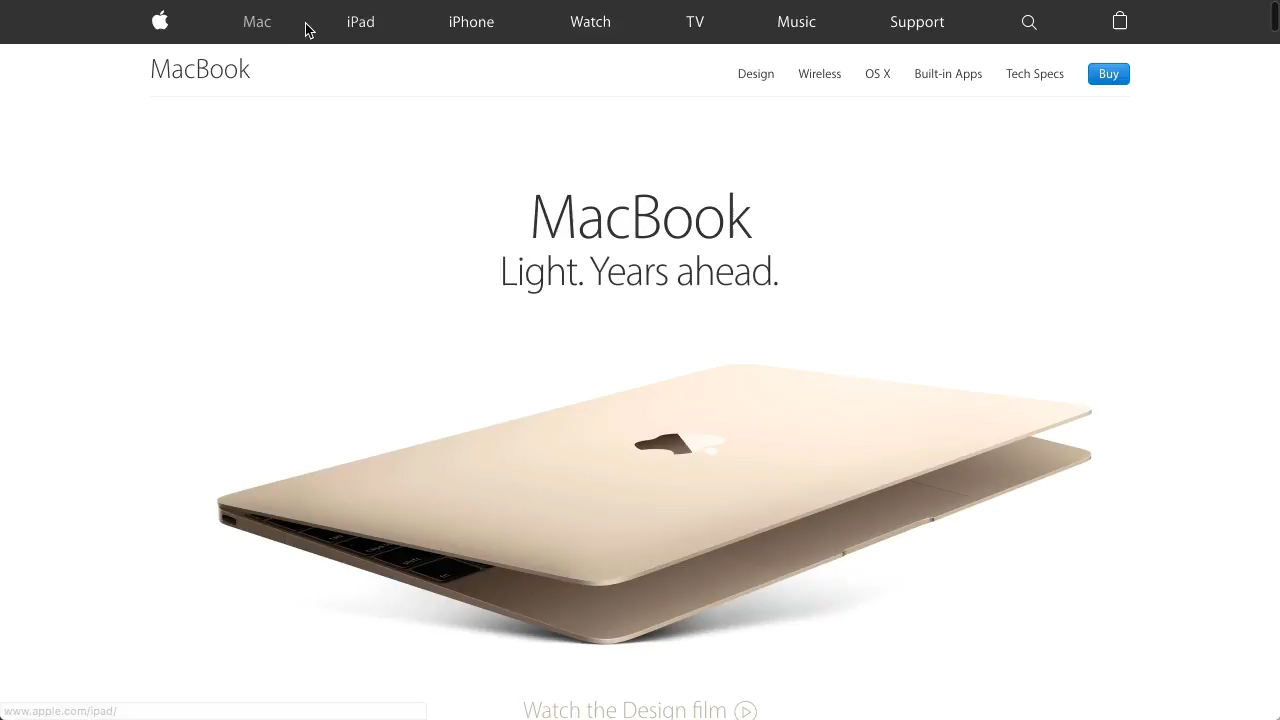 Mac iPad iPhone Watch TV Music Support
MacBook Design Wireless OS X Built-in Apps Tech Specs Buy
MacBook
Light. Years ahead.
Watch the Design film
www.apple.com/ipad/